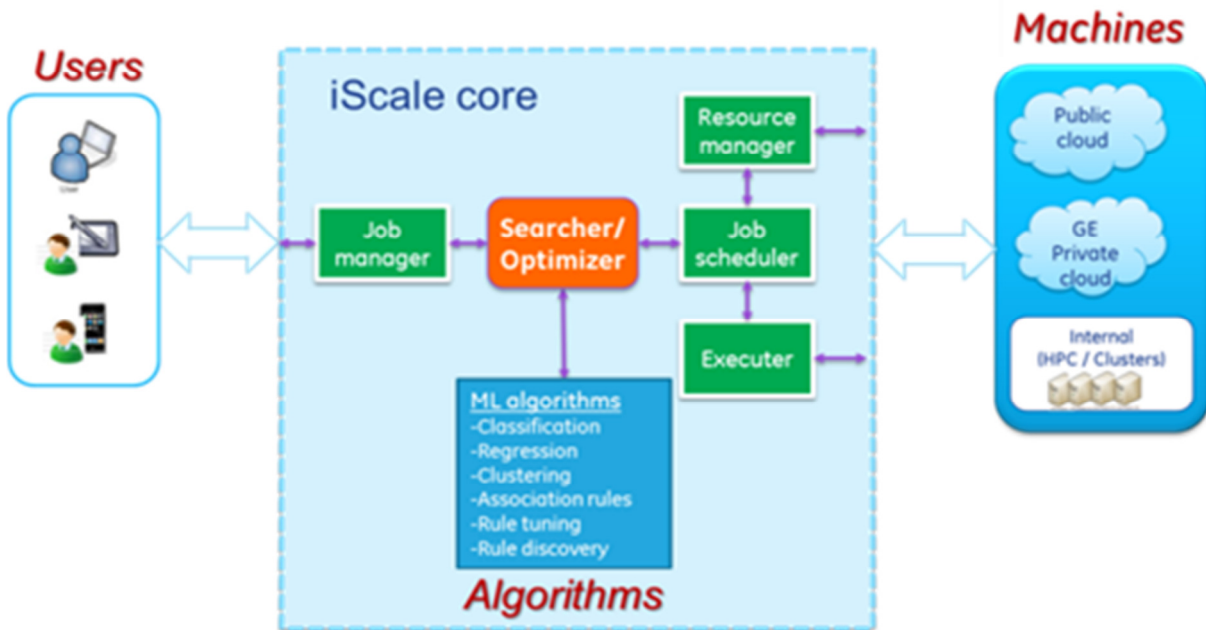 Users
User
iScale core
Job
manager
Searcher/
Optimizer
Resource
manager
Job
scheduler
Executer
ML algorithms
-Classification
-Regression
-Clustering
-Association rules
-Rule tuning
-Rule discovery
Algorithms
Machines
Public
cloud
GE
Private
cloud
Internal
(HPC / Clusters)